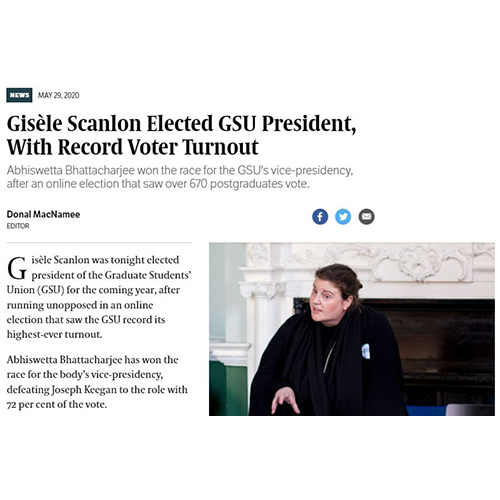 NEWS MAY 29, 2020
Gisèle Scanlon Elected GSU President,
With Record Voter Turnout
Abhiswetta Bhattacharjee won the race for the GSU's vice-presidency,
after an online election that saw over 670 postgraduates vote.
Donal MacNamee
EDITOR
Gisèle Scanlon was tonight elected
president of the Graduate Students'
Union (GSU) for the coming year, after
running unopposed in an online
election that saw the GSU record its
highest-ever turnout.
Abhiswetta Bhattacharjee has won the
race for the body's vice-presidency,
defeating Joseph Keegan to the role with
72 per cent of the vote.